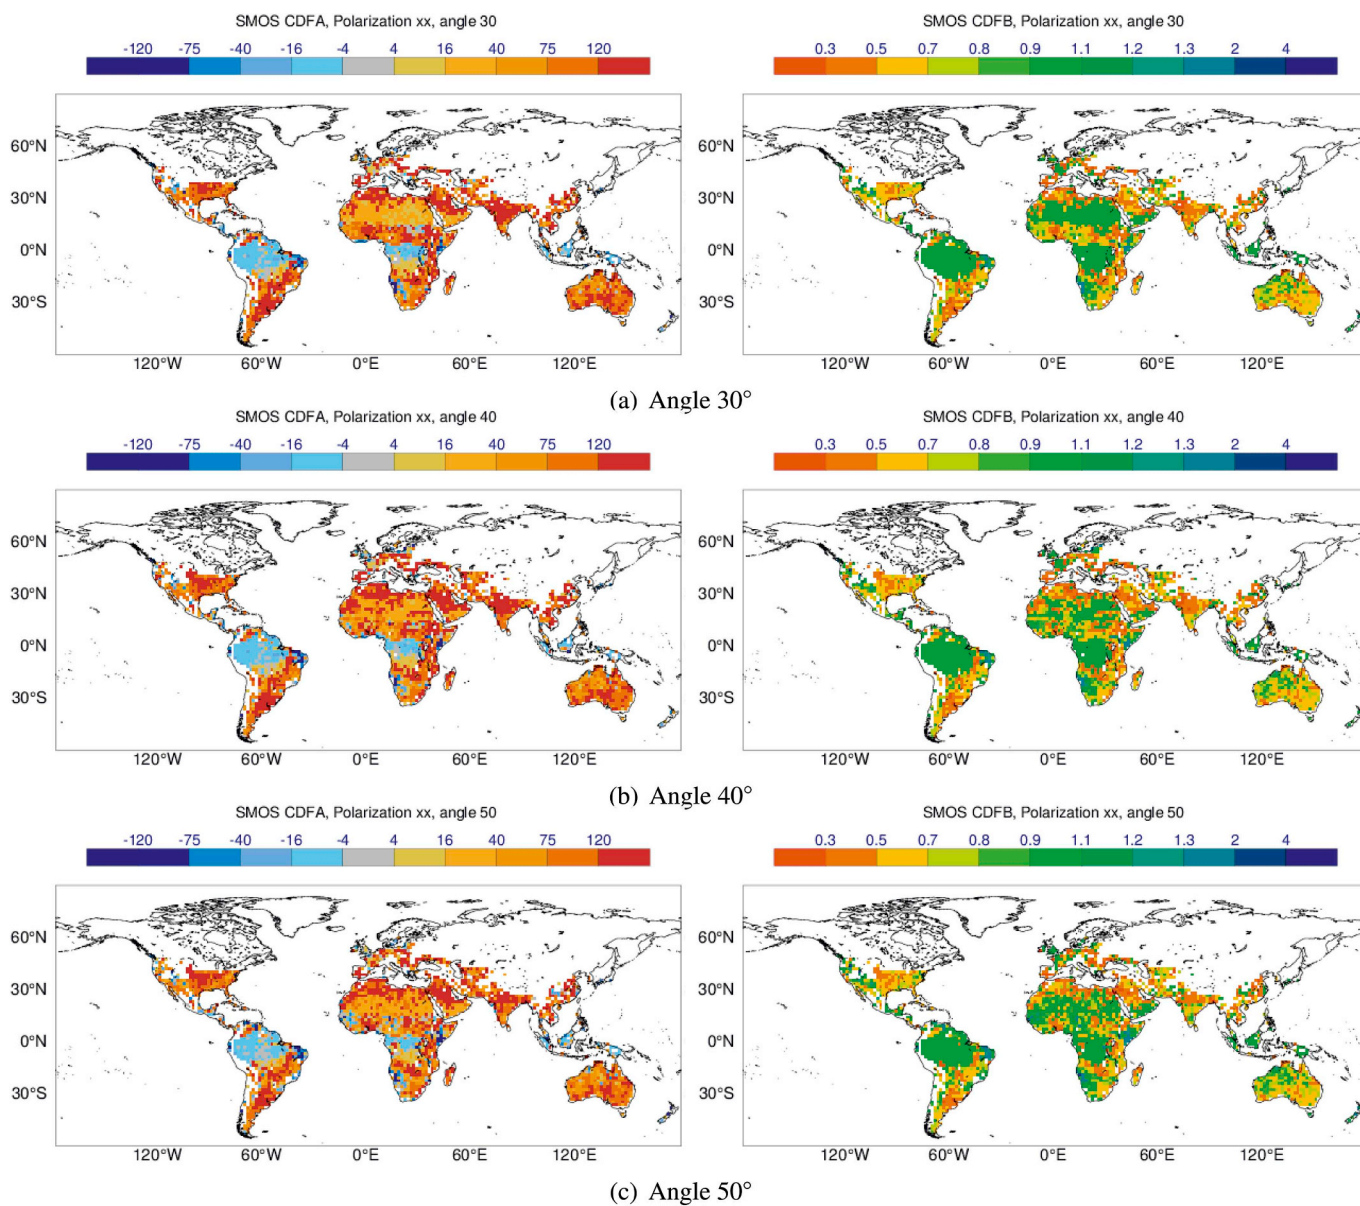 SMOS CDFA, Polarization xx, angle 30
SMOS CDFB, Polarization xx, angle 30
-120 -75 -40 -16 -4 4 16 40 75 120
0.3 0.5 0.7 0.8 0.9 1.1 1.2 1.3 2 4
60°N
30°N
0°N
30°S
120°W 60°W 0°E 60°E 120°E
60°N
30°N
0°N
30°S
120°W 60°W 0°E 60°E 120°E
(a) Angle 30°
SMOS CDFA, Polarization xx, angle 40
SMOS CDFB, Polarization xx, angle 40
-120 -75 -40 -16 -4 4 16 40 75 120
0.3 0.5 0.7 0.8 0.9 1.1 1.2 1.3 2 4
60°N
30°N
0°N
30°S
120°W 60°W 0°E 60°E 120°E
60°N
30°N
0°N
30°S
120°W 60°W 0°E 60°E 120°E
(b) Angle 40°
SMOS CDFA, Polarization xx, angle 50
SMOS CDFB, Polarization xx, angle 50
-120 -75 -40 -16 -4 4 16 40 75 120
0.3 0.5 0.7 0.8 0.9 1.1 1.2 1.3 2 4
60°N
30°N
0°N
30°S
120°W 60°W 0°E 60°E 120°E
60°N
30°N
0°N
30°S
120°W 60°W 0°E 60°E 120°E
(c) Angle 50°